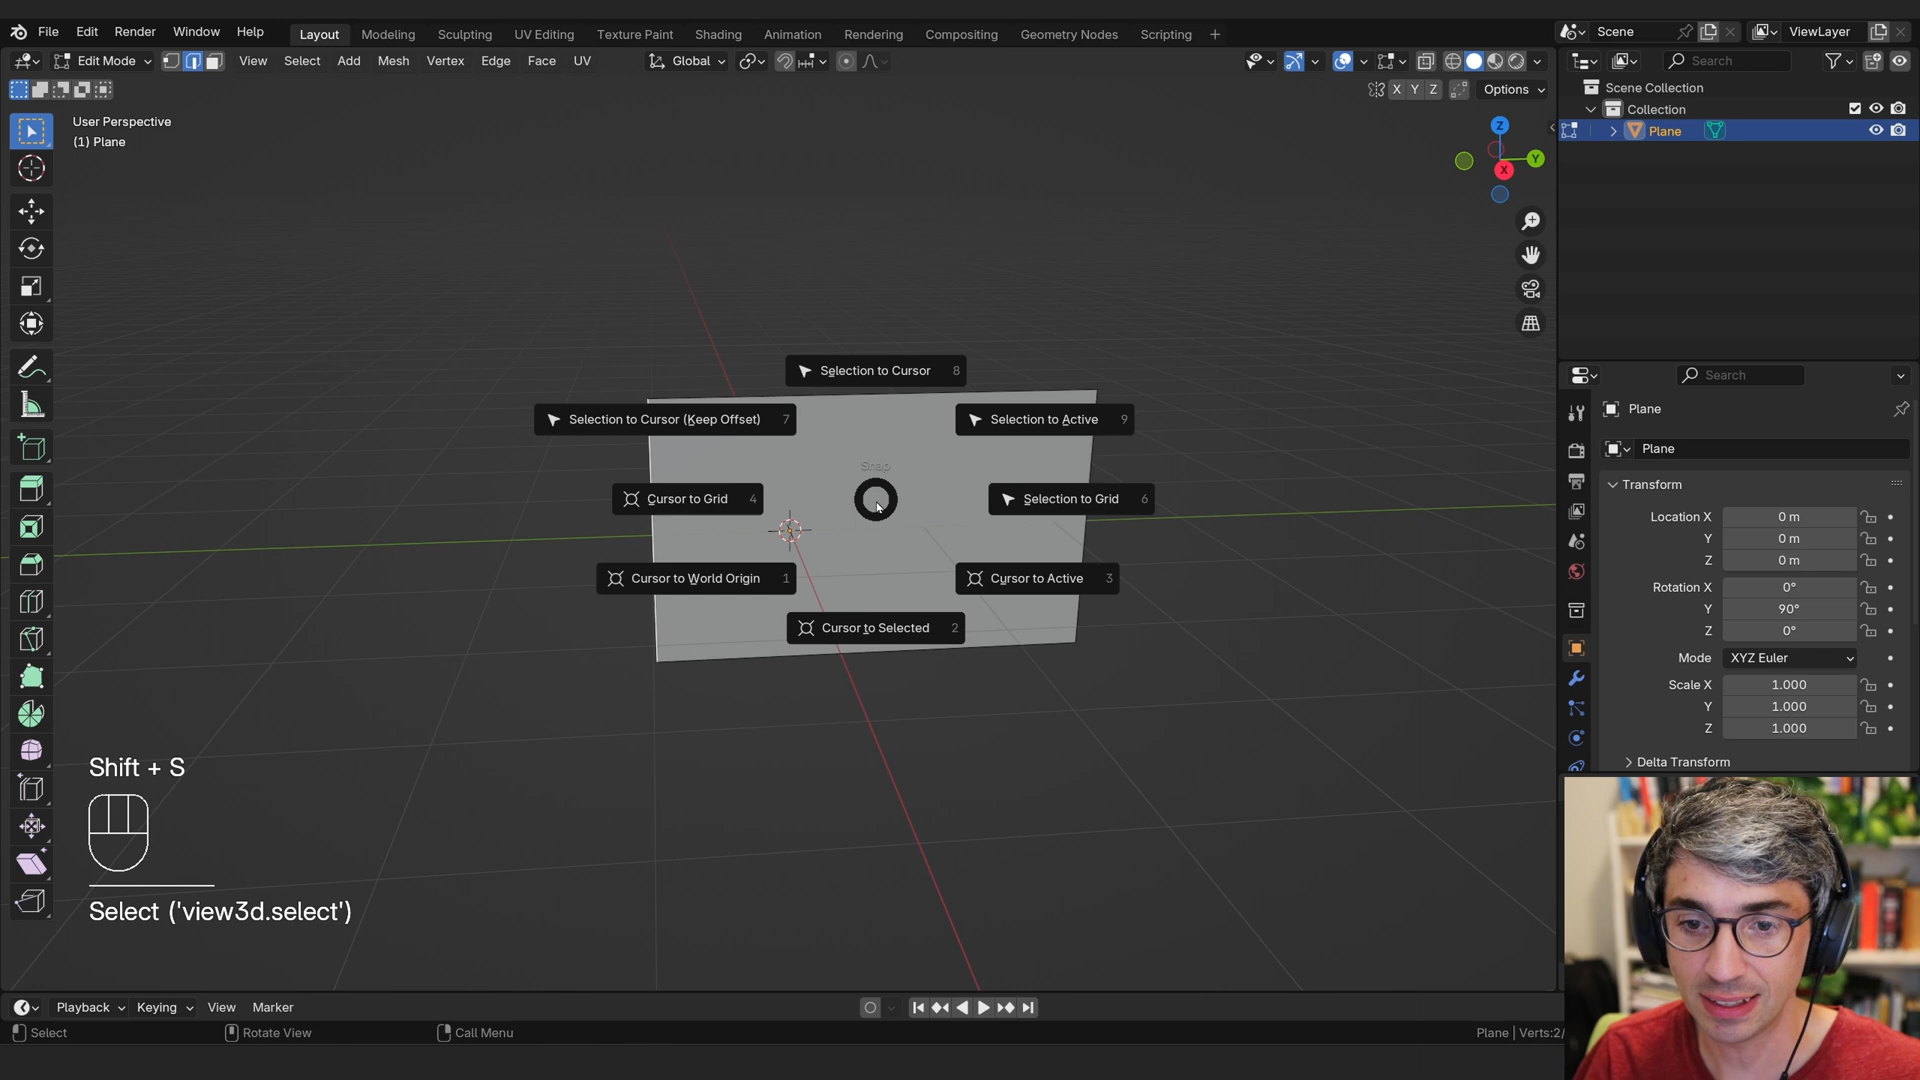 File Edit Render Window Help Layout Modeling Sculpting UV Editing Texture Paint Shading Animation Rendering Compositing Geometry Nodes Scripting + Scene ViewLayer
Edit Mode View Select Add Mesh Vertex Edge Face UV Global Search
X Y Z Options
Scene Collection
Collection
Plane
User Perspective
(1) Plane
Z
Y
X
Selection to Cursor 8
Selection to Cursor (Keep Offset) 7
Selection to Active 9
Snap
Cursor to Grid 4
Selection to Grid 6
Cursor to World Origin 1
Cursor to Active 3
Cursor to Selected 2
Search
Plane
Plane
Transform
Location X 0 m
Y 0 m
Z 0 m
Rotation X 0°
Y 90°
Z 0°
Mode XYZ Euler
Scale X 1.000
Y 1.000
Z 1.000
Delta Transform
Shift + S
Select ('view3d.select')
Playback Keying View Marker
Select Rotate View Call Menu Plane | Verts:2/